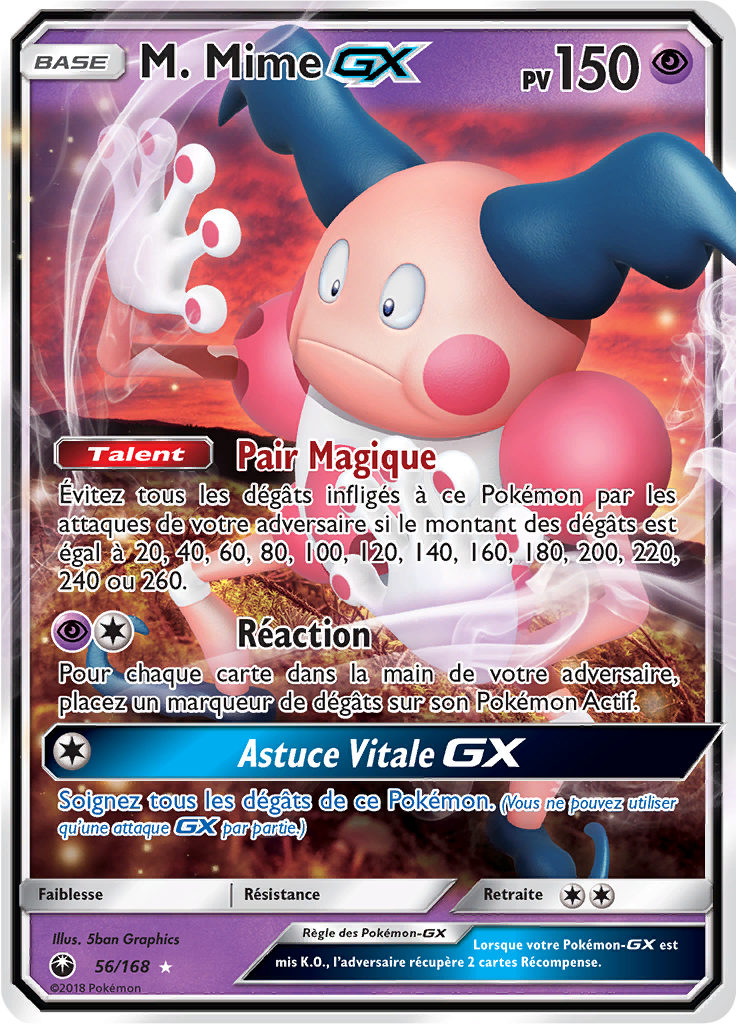 BASE M. Mime GX PV 150
Talent Pair Magique
Évitez tous les dégâts infligés à ce Pokémon par les
attaques de votre adversaire si le montant des dégâts est
égal à 20, 40, 60, 80, 100, 120, 140, 160, 180, 200, 220,
240 ou 260.
Réaction
Pour chaque carte dans la main de votre adversaire,
placez un marqueur de dégâts sur son Pokémon Actif.
Astuce Vitale GX
Soignez tous les dégâts de ce Pokémon. (Vous ne pouvez utiliser
qu'une attaque GX par partie.)
Faiblesse Résistance Retraite
Illus. 5ban Graphics
56/168
©2018 Pokémon
Règle des Pokémon-GX
Lorsque votre Pokémon-GX est
mis K.O., l'adversaire récupère 2 cartes Récompense.